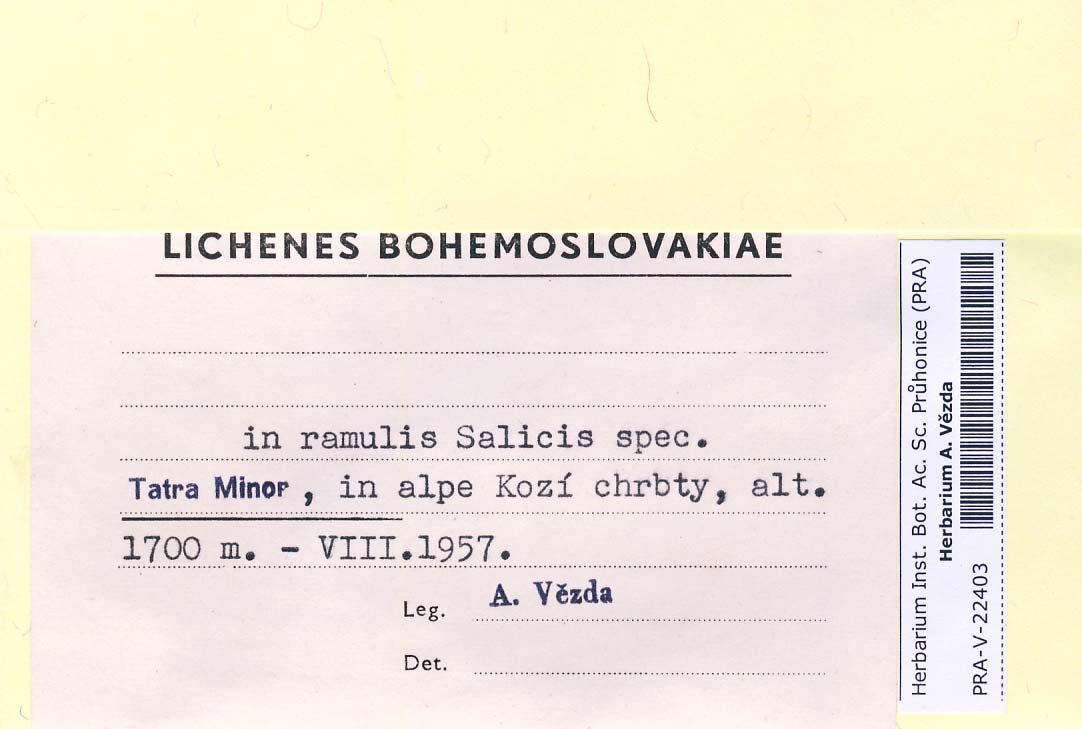 LICHENES BOHEMOSLOVAKIAE
in ramulis Salicis spec.
Tatra Minor, in alpe Kozí chrbty, alt.
1700 m. - VIII.1957.
Leg. A. Vězda
Det.
Herbarium Inst. Bot. Ac. Sc. Průhonice (PRA)
Herbarium A. Vězda
PRA-V-22403